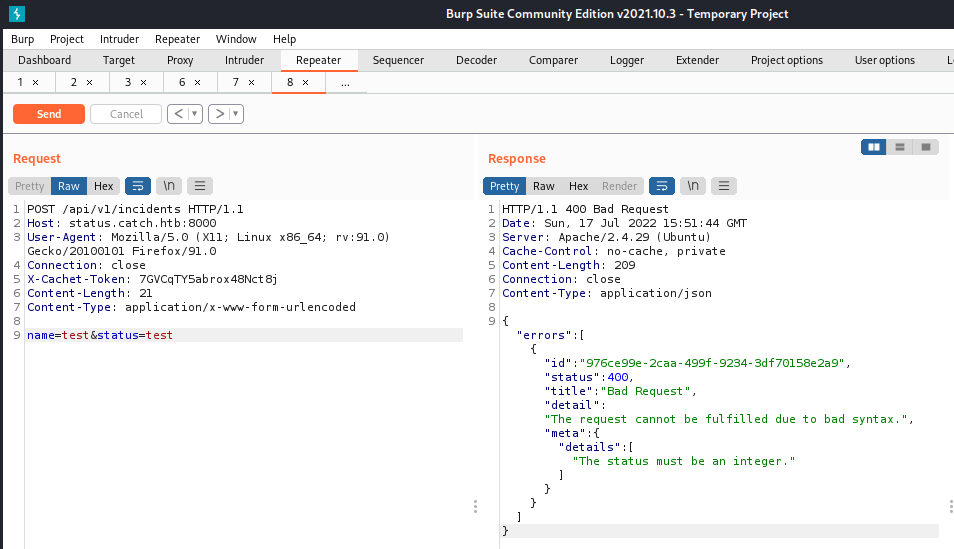 Burp Suite Community Edition v2021.10.3 - Temporary Project
Burp Project Intruder Repeater Window Help
Dashboard Target Proxy Intruder Repeater Sequencer Decoder Comparer Logger Extender Project options User options
1 × 2 × 3 × 6 × 7 × 8 × ...
Send Cancel < >
Request
Pretty Raw Hex \n
1 POST /api/v1/incidents HTTP/1.1
2 Host: status.catch.htb:8000
3 User-Agent: Mozilla/5.0 (X11; Linux x86_64; rv:91.0)
Gecko/20100101 Firefox/91.0
4 Connection: close
5 X-Cachet-Token: 7GVCqTY5abrox48Nct8j
6 Content-Length: 21
7 Content-Type: application/x-www-form-urlencoded
8
9 name=test&status=test
Response
Pretty Raw Hex Render \n
1 HTTP/1.1 400 Bad Request
2 Date: Sun, 17 Jul 2022 15:51:44 GMT
3 Server: Apache/2.4.29 (Ubuntu)
4 Cache-Control: no-cache, private
5 Content-Length: 209
6 Connection: close
7 Content-Type: application/json
8
9 {
"errors":[
{
"id":"976ce99e-2caa-499f-9234-3df70158e2a9",
"status":400,
"title":"Bad Request",
"detail":
"The request cannot be fulfilled due to bad syntax.",
"meta":{
"details":[
"The status must be an integer."
]
}
}
]
}